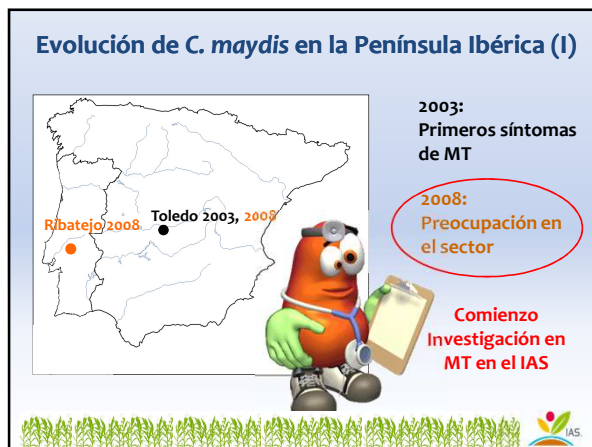 Evolución de C. maydis en la Península Ibérica (I)
Ribatejo 2008
Toledo 2003, 2008
2003:
Primeros síntomas
de MT
2008:
Preocupación en
el sector
Comienzo
Investigación en
MT en el IAS
IAS.